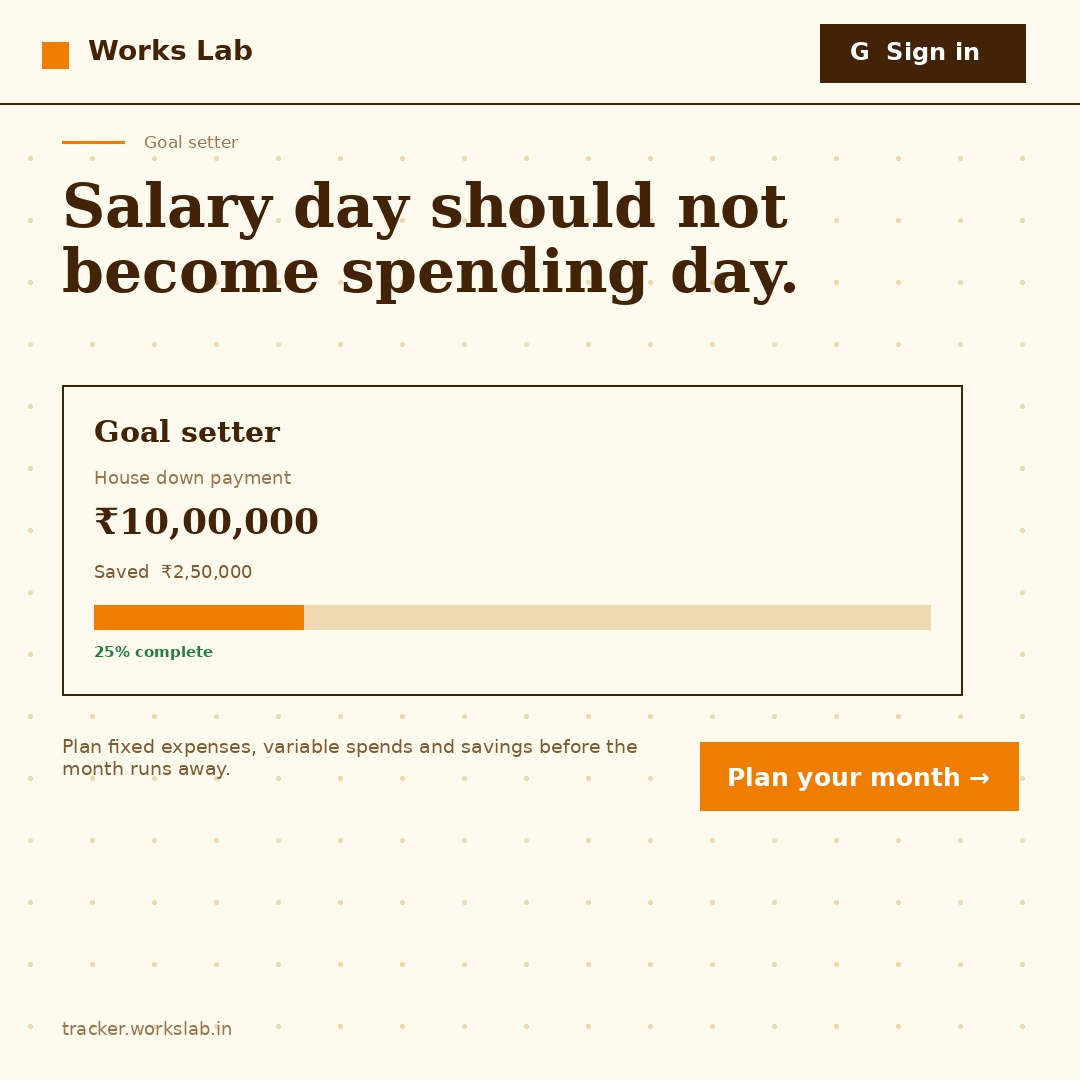 Works Lab
G Sign in
Goal setter
Salary day should not
become spending day.
Goal setter
House down payment
₹10,00,000
Saved ₹2,50,000
25% complete
Plan fixed expenses, variable spends and savings before the
month runs away.
Plan your month →
tracker.workslab.in